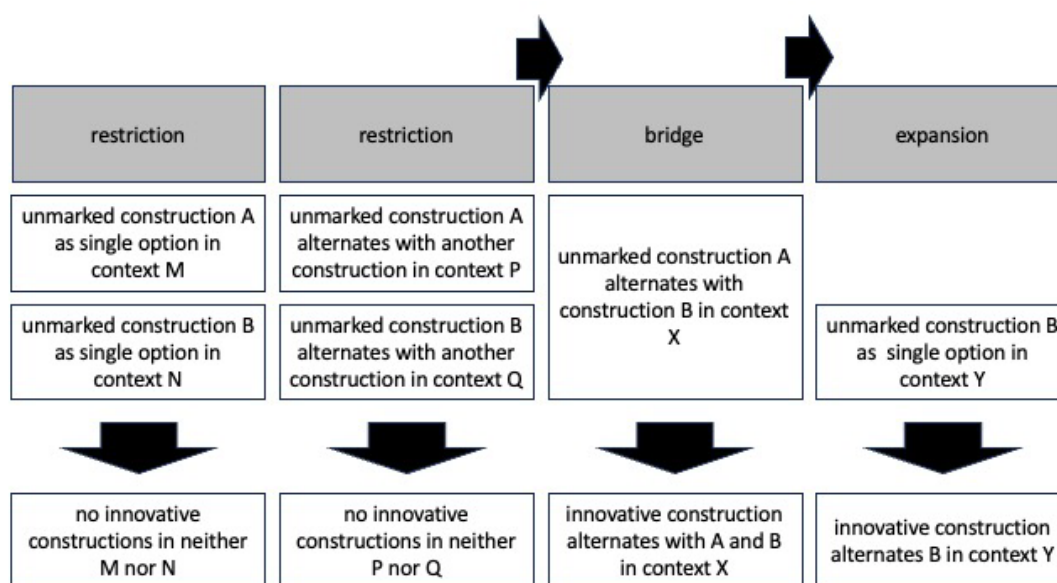 restriction
restriction
bridge
expansion
unmarked construction A
as single option in
context M
unmarked construction A
alternates with another
construction in context P
unmarked construction A
alternates with
construction B in context
X
unmarked construction B
as single option in
context N
unmarked construction B
alternates with another
construction in context Q
unmarked construction B
as single option in
context Y
no innovative
constructions in neither
M nor N
no innovative
constructions in neither
P nor Q
innovative construction
alternates with A and B
in context X
innovative construction
alternates B in context Y